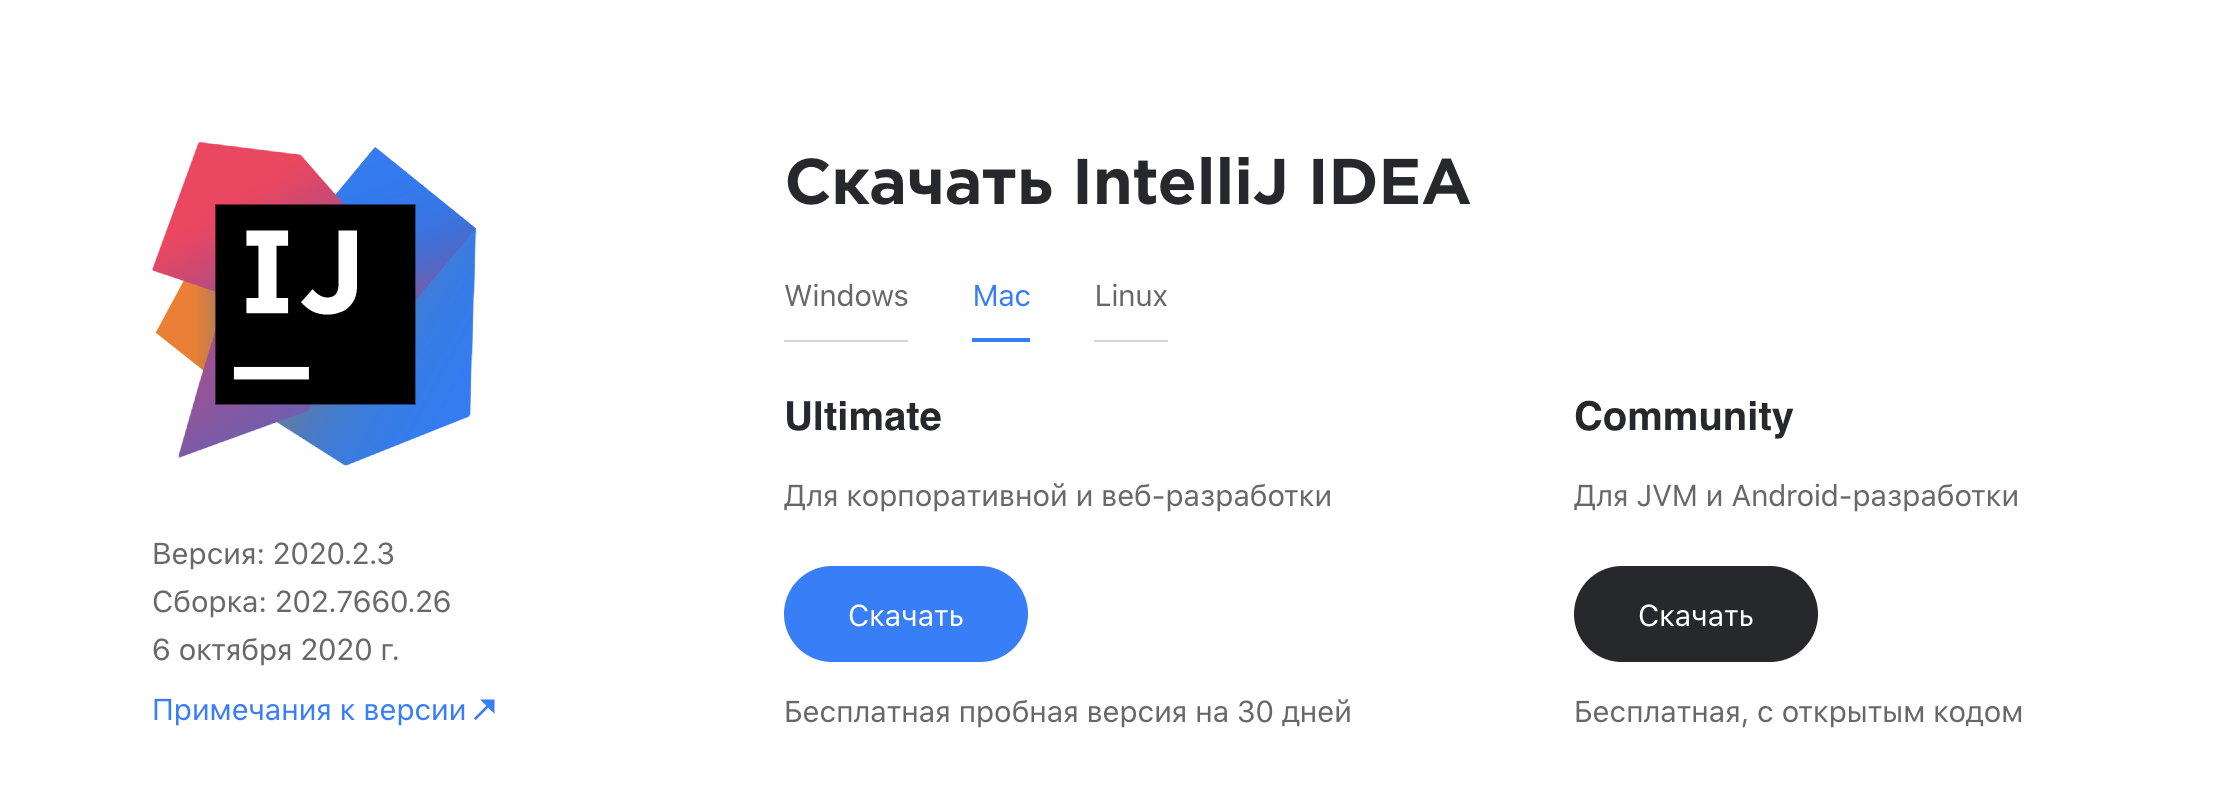 IJ
Версия: 2020.2.3
Сборка: 202.7660.26
6 октября 2020 г.
Примечания к версии
Скачать IntelliJ IDEA
Windows Mac Linux
Ultimate
Для корпоративной и веб-разработки
Скачать
Бесплатная пробная версия на 30 дней
Community
Для JVM и Android-разработки
Скачать
Бесплатная, с открытым кодом